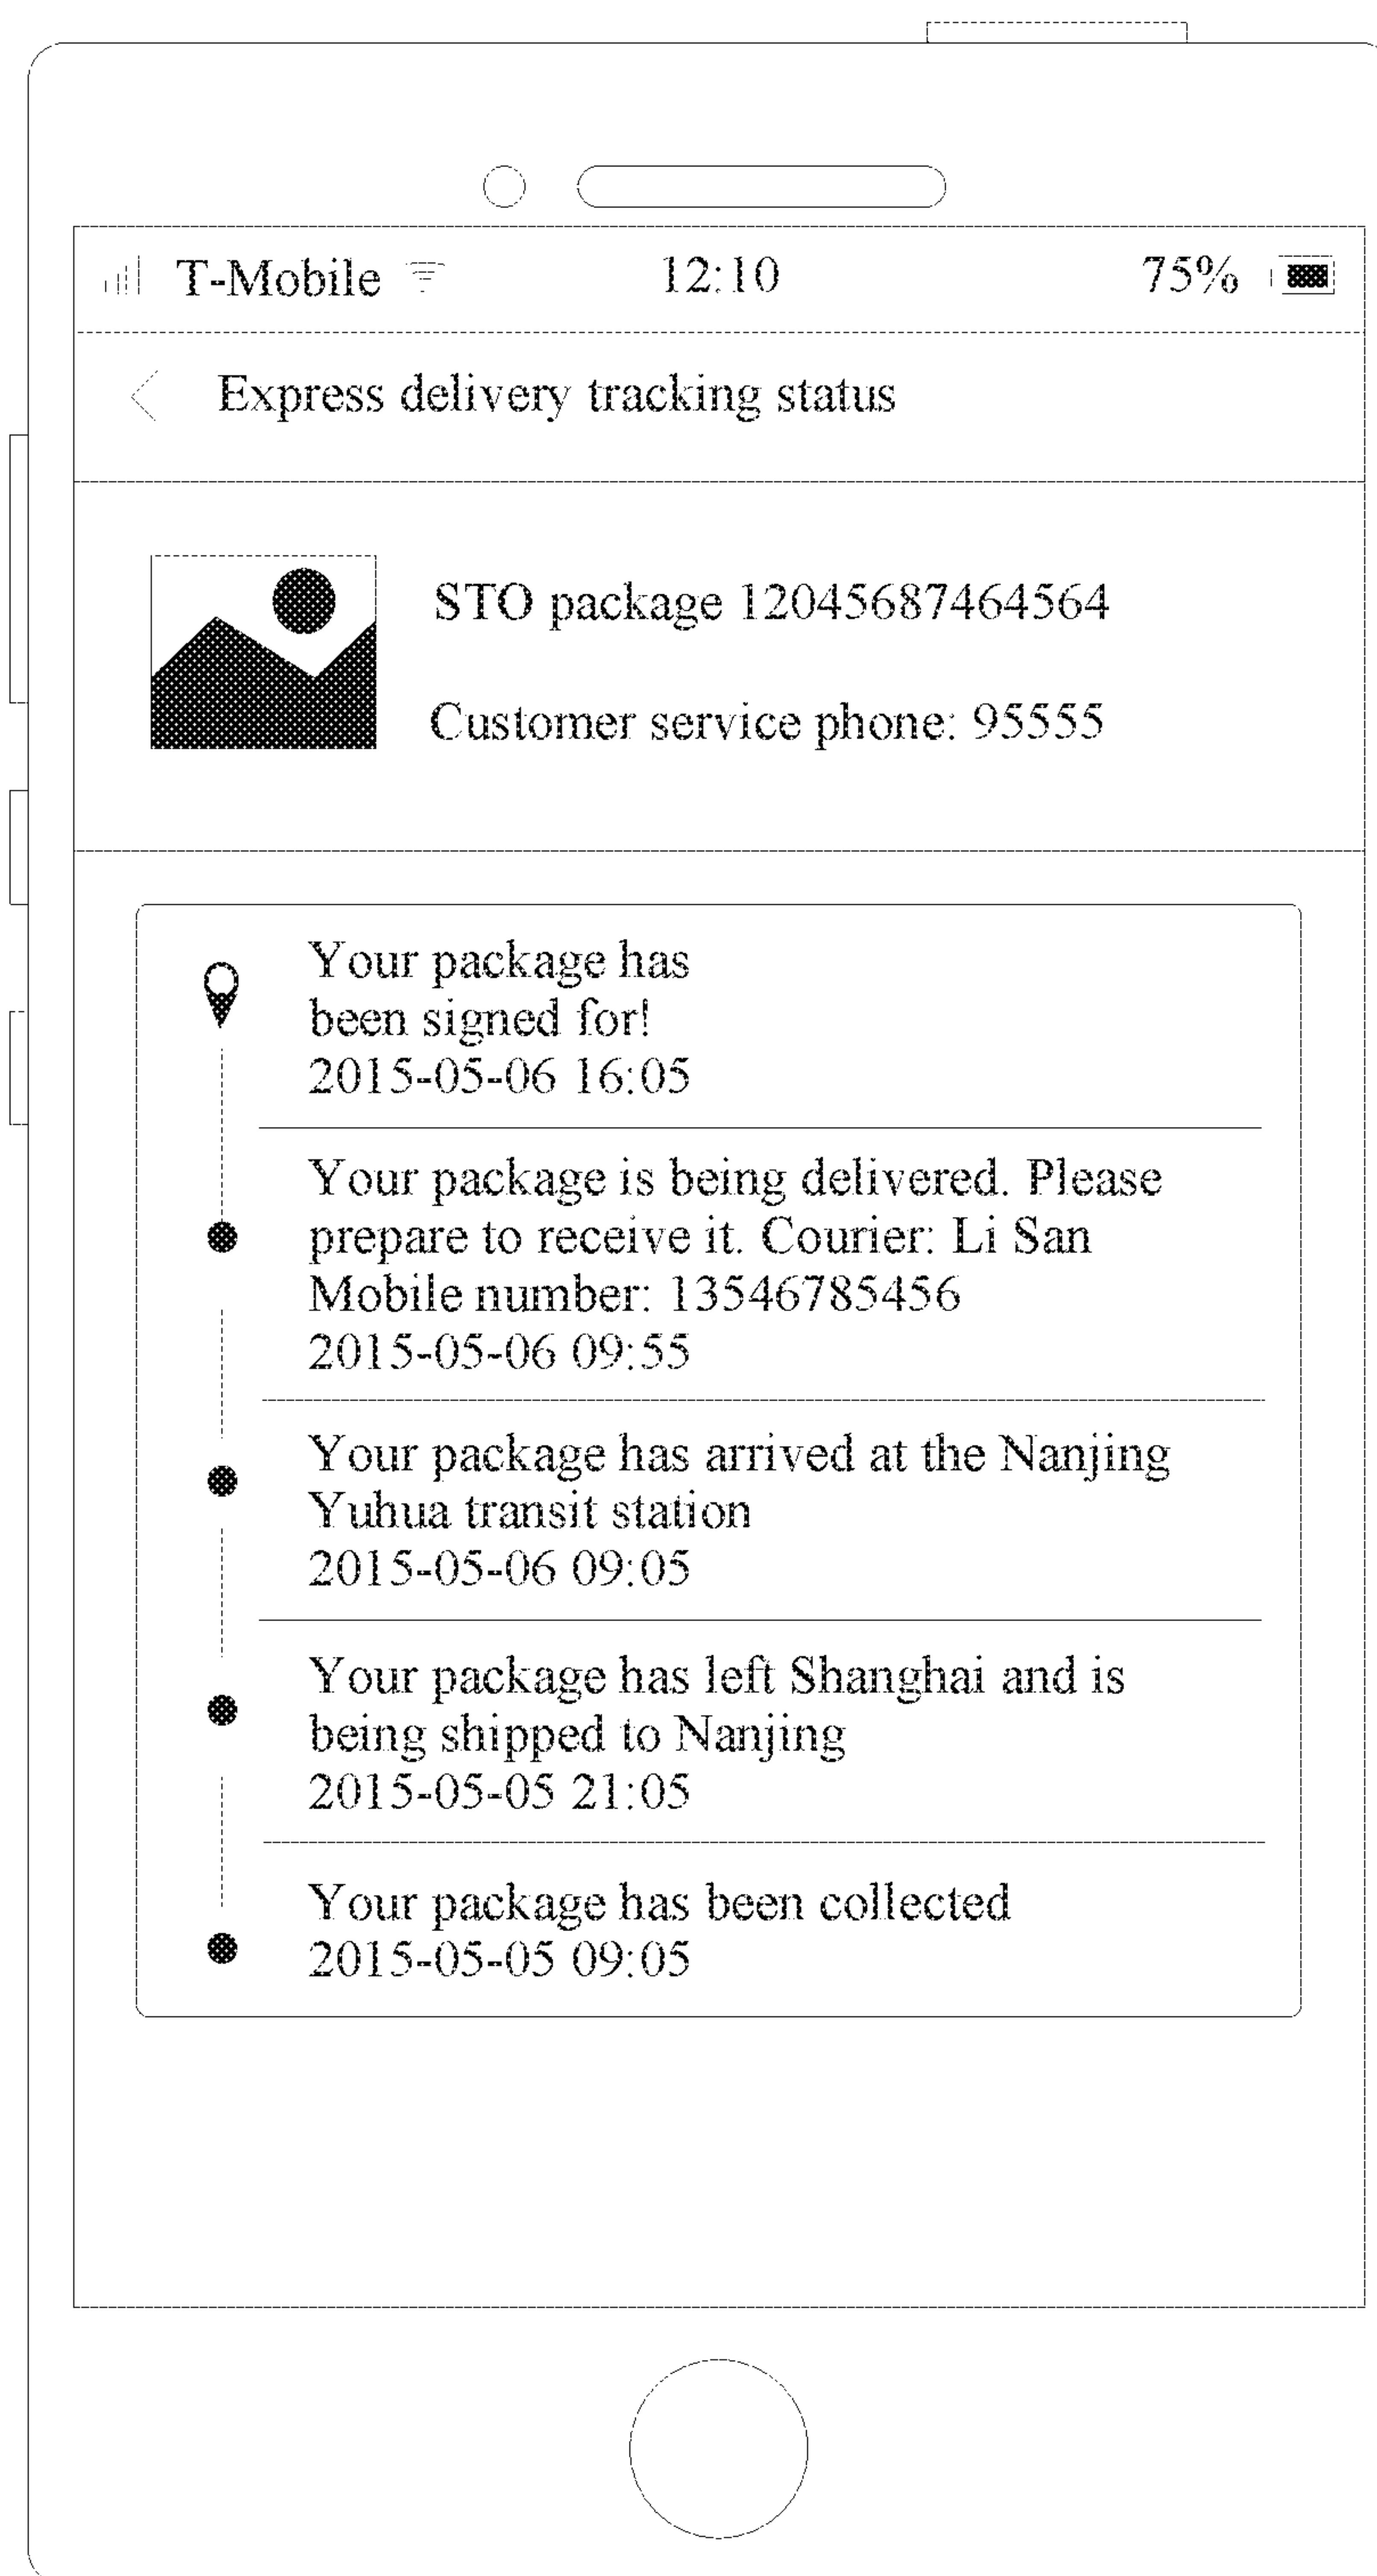 T-Mobile 12:10 75%
Express delivery tracking status
STO package 12045687464564
Customer service phone: 95555
Your package has
been signed for!
2015-05-06 16:05
Your package is being delivered. Please
prepare to receive it. Courier: Li San
Mobile number: 13546785456
2015-05-06 09:55
Your package has arrived at the Nanjing
Yuhua transit station
2015-05-06 09:05
Your package has left Shanghai and is
being shipped to Nanjing
2015-05-05 21:05
Your package has been collected
2015-05-05 09:05